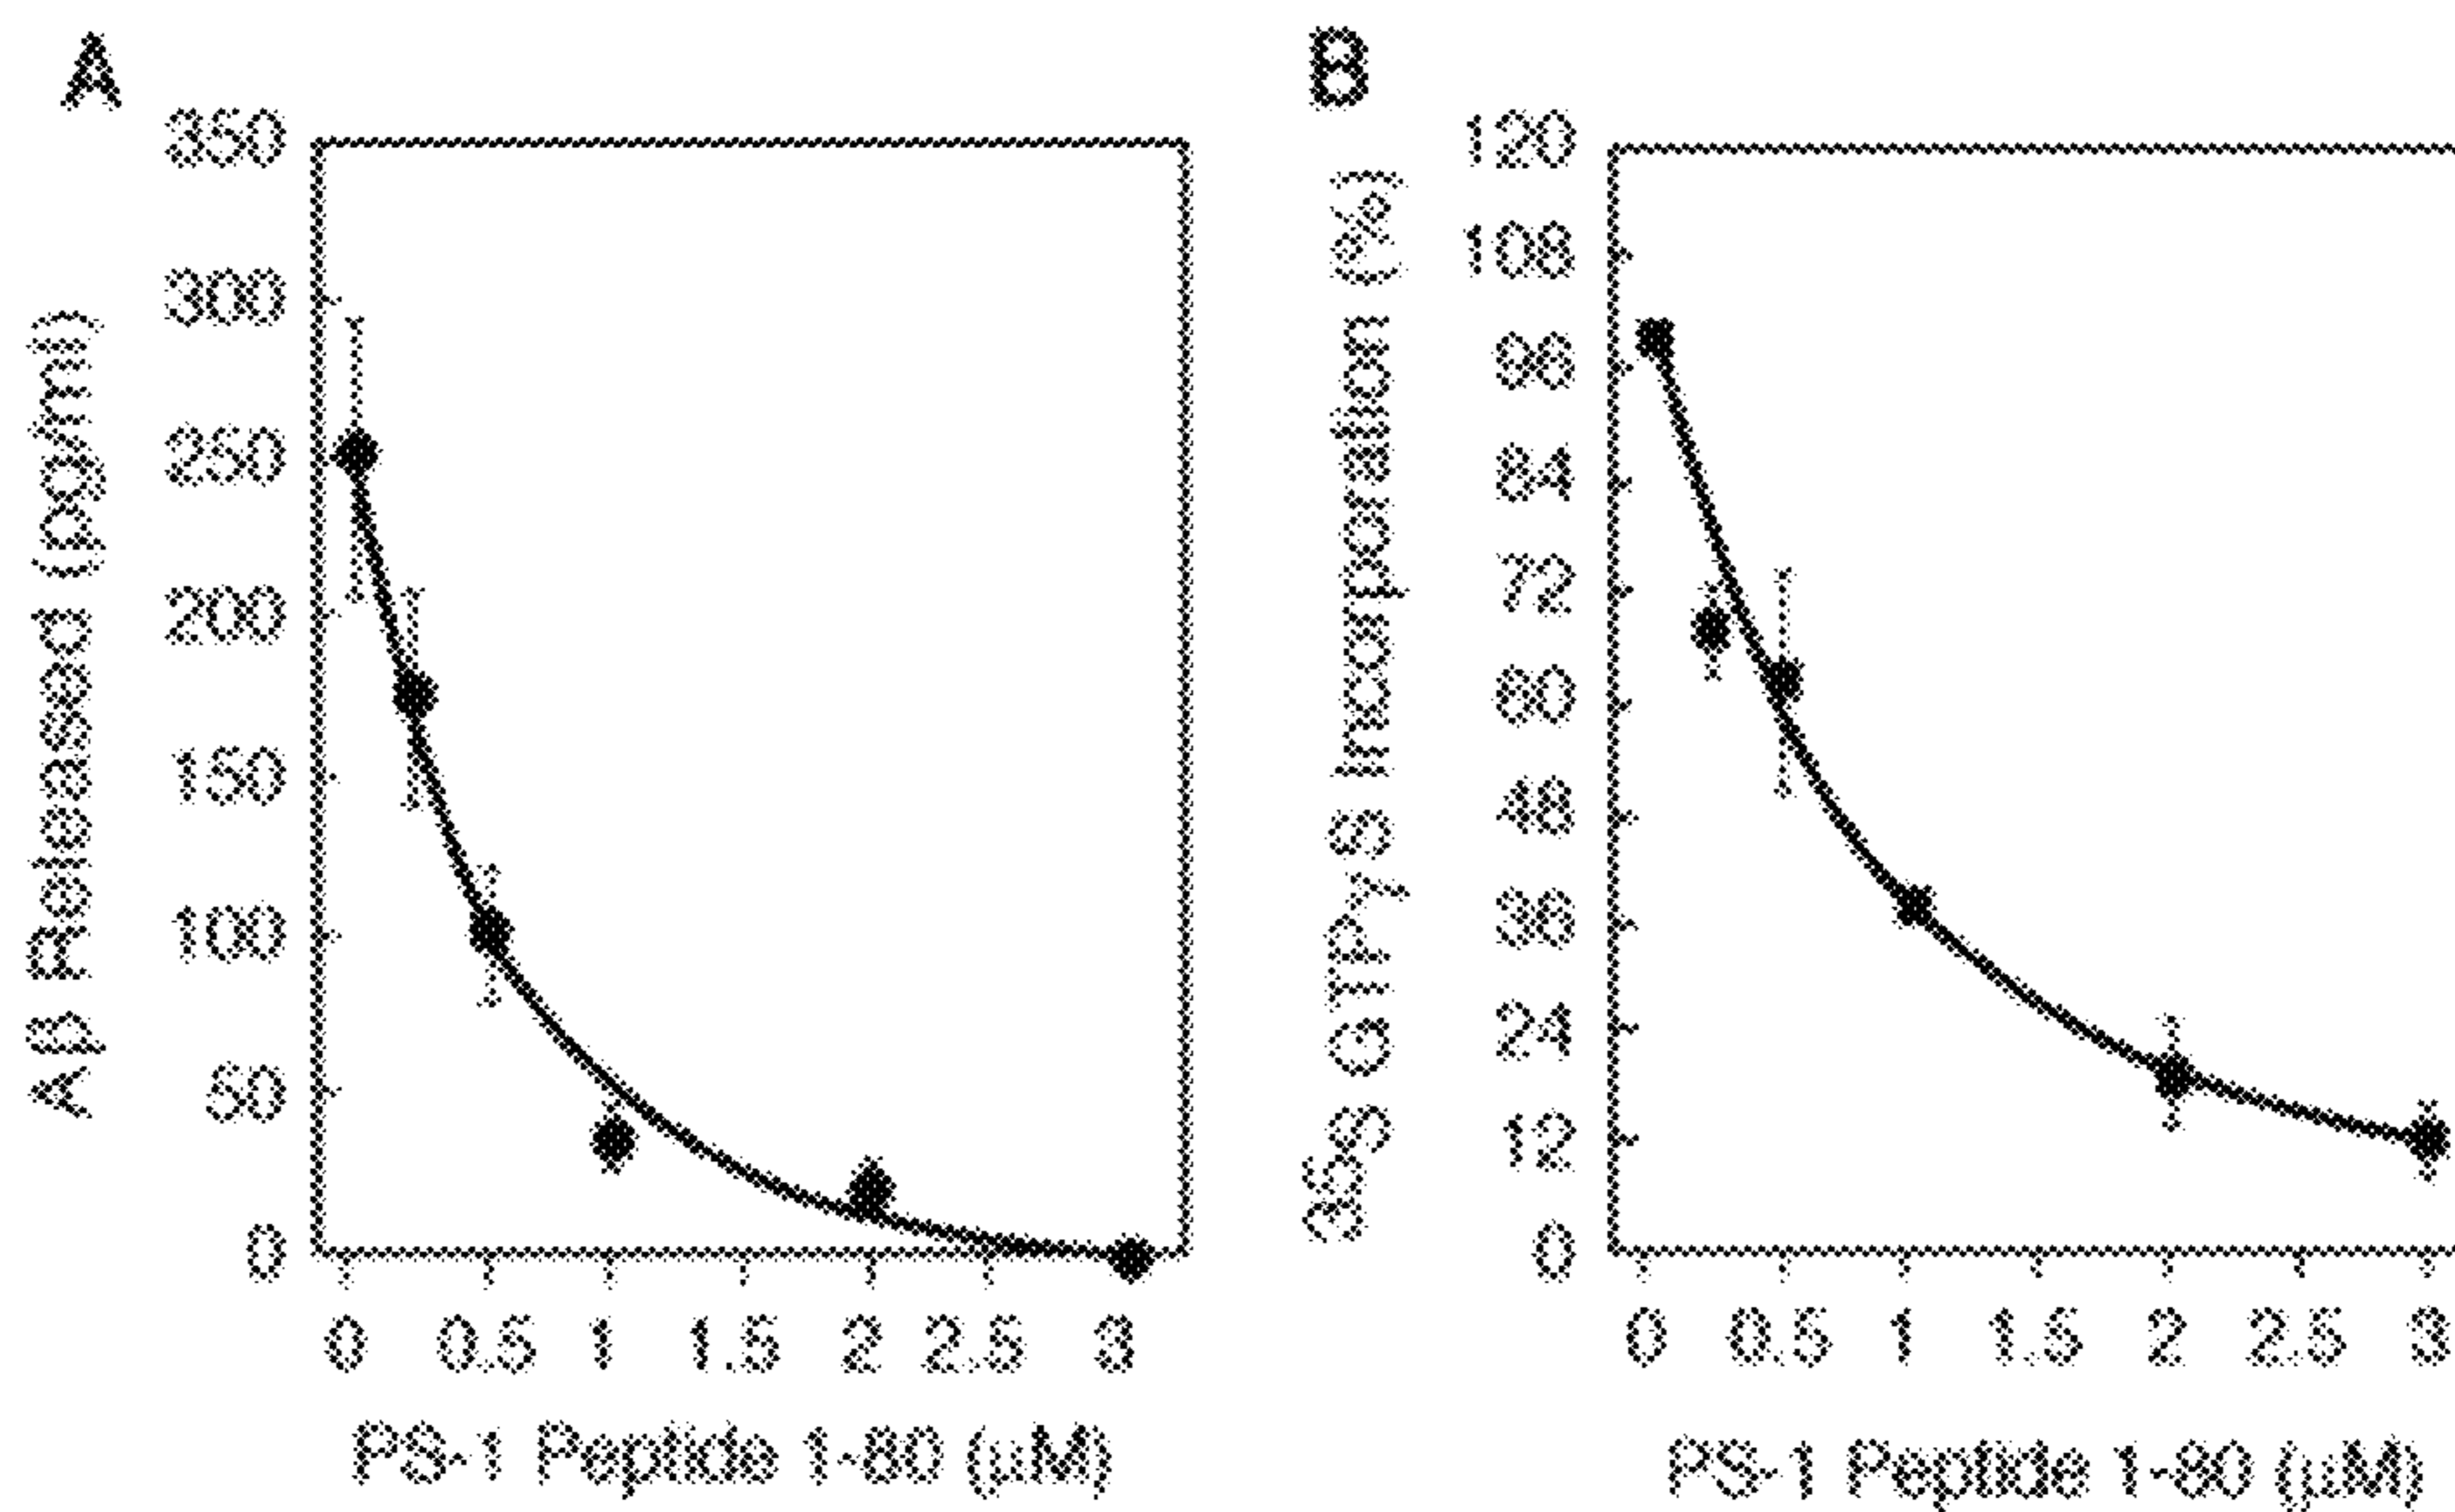 A
350
300
250
200
150
100
50
0
Aβ Released (pg/ml)
0 0.5 1 1.5 2 2.5 3
PS-1 Peptide 1-80 (μM)
B
120
108
96
84
72
60
48
36
24
12
0
35S GTPγS Incorporation (%)
0 0.5 1 1.5 2 2.5 3
PS-1 Peptide 1-80 (μM)